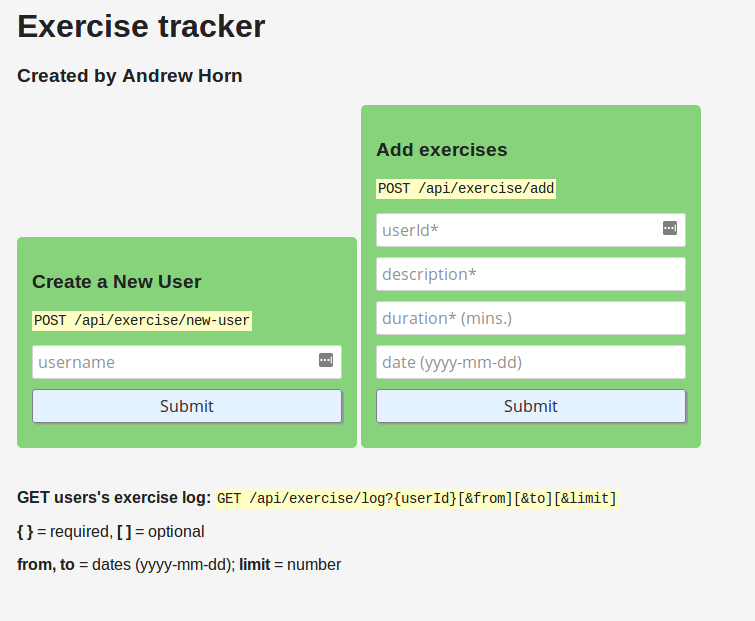 Exercise tracker
Created by Andrew Horn
Create a New User
POST /api/exercise/new-user
username
Submit
Add exercises
POST /api/exercise/add
userId*
description*
duration* (mins.)
date (yyyy-mm-dd)
Submit
GET users's exercise log: GET /api/exercise/log?{userId}[&from][&to][&limit]
{ } = required, [ ] = optional
from, to = dates (yyyy-mm-dd); limit = number